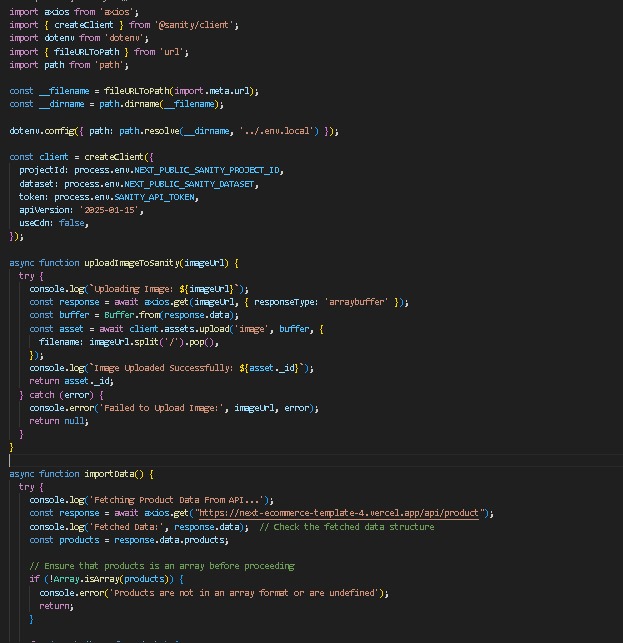 import axios from 'axios';
import { createClient } from '@sanity/client';
import dotenv from 'dotenv';
import { fileURLToPath } from 'url';
import path from 'path';
const __filename = fileURLToPath(import.meta.url);
const __dirname = path.dirname(__filename);
dotenv.config({ path: path.resolve(__dirname, '../.env.local') });
const client = createClient({
  projectId: process.env.NEXT_PUBLIC_SANITY_PROJECT_ID,
  dataset: process.env.NEXT_PUBLIC_SANITY_DATASET,
  token: process.env.SANITY_API_TOKEN,
  apiVersion: '2025-01-15',
  useCdn: false,
});
async function uploadImageToSanity(imageUrl) {
  try {
    console.log(`Uploading Image: ${imageUrl}`);
    const response = await axios.get(imageUrl, { responseType: 'arraybuffer' });
    const buffer = Buffer.from(response.data);
    const asset = await client.assets.upload('image', buffer, {
      filename: imageUrl.split('/').pop(),
    });
    console.log(`Image Uploaded Successfully: ${asset._id}`);
    return asset._id;
  } catch (error) {
    console.error('Failed to Upload Image:', imageUrl, error);
    return null;
  }
}
async function importData() {
  try {
    console.log('Fetching Product Data From API...');
    const response = await axios.get("https://next-ecommerce-template-4.vercel.app/api/product");
    console.log('Fetched Data:', response.data);  // Check the fetched data structure
    const products = response.data.products;
    // Ensure that products is an array before proceeding
    if (!Array.isArray(products)) {
      console.error('Products are not in an array format or are undefined');
      return;
    }